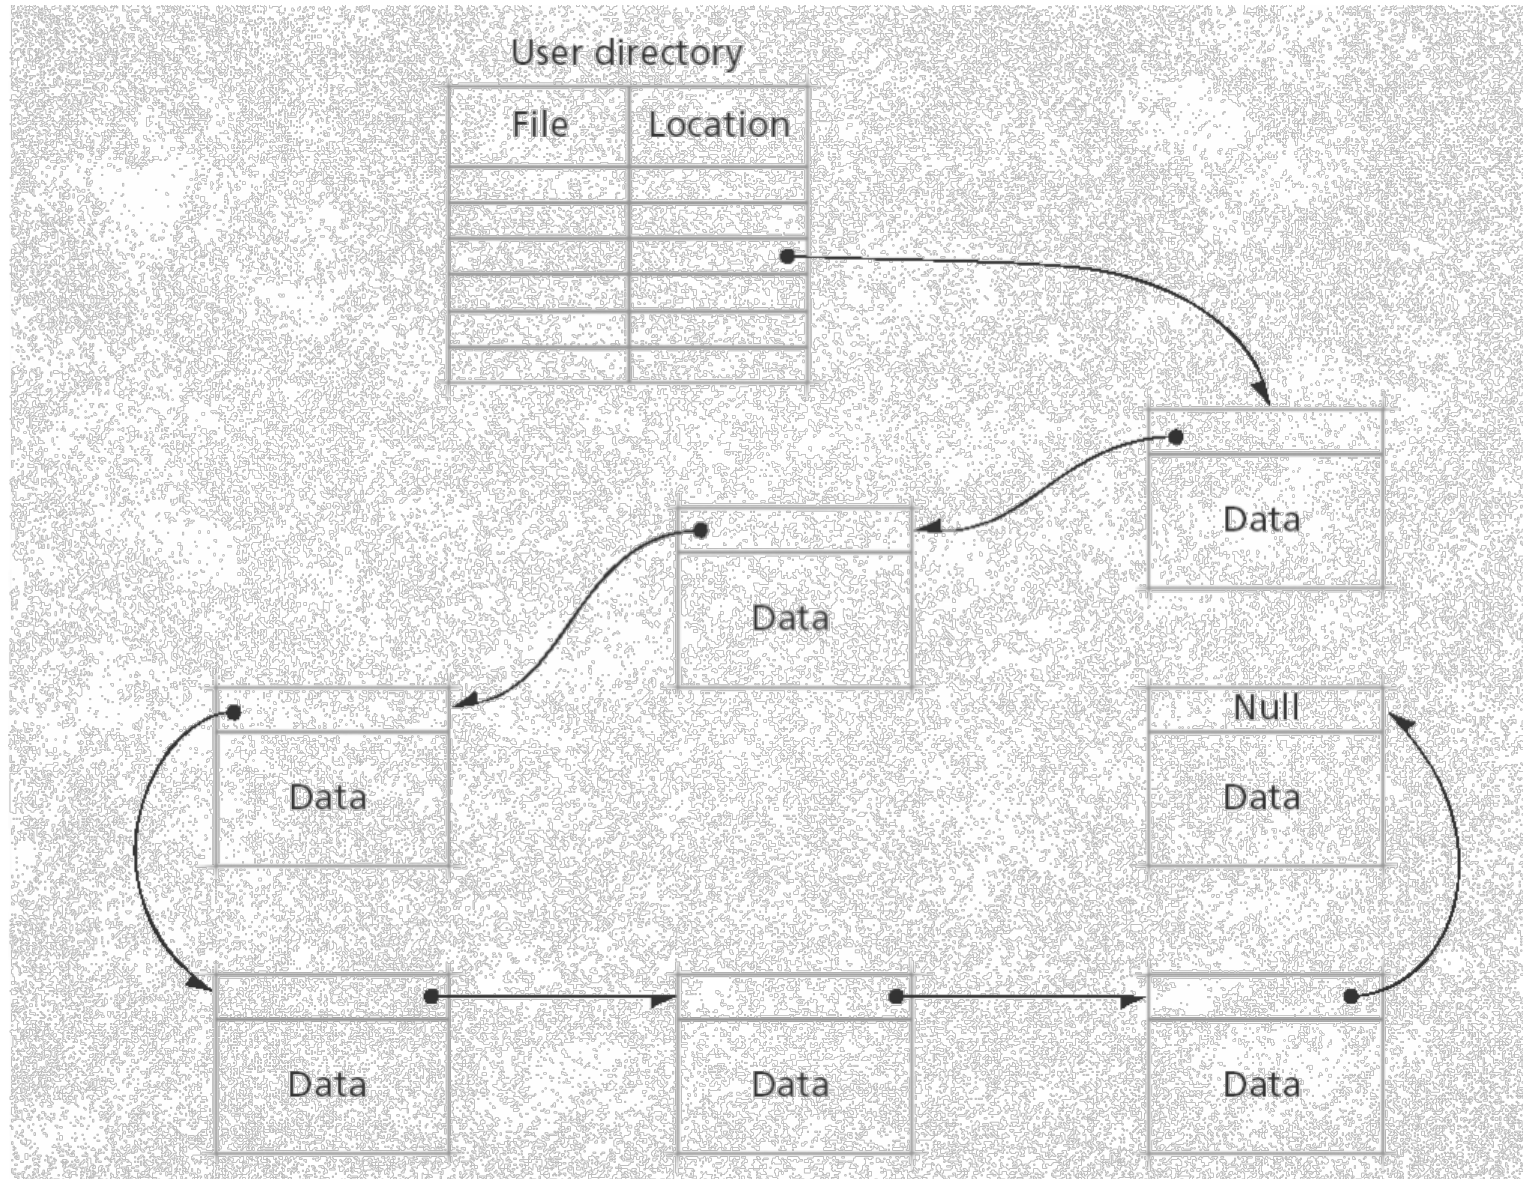 User directory
File Location
Data
Data
Null
Data
Data
Data
Data
Data